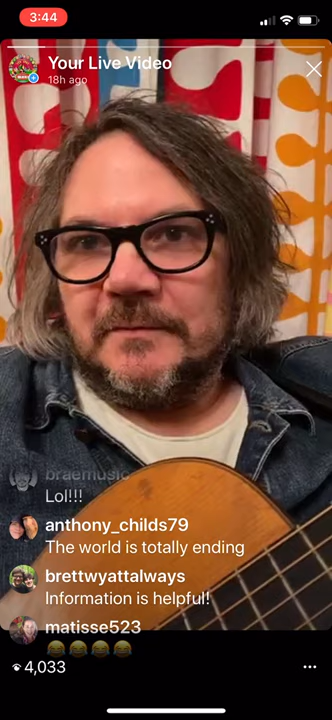 3:44
Your Live Video
18h ago
braemusic
Lol!!!
anthony_childs79
The world is totally ending
brettwyattalways
Information is helpful!
matisse523
😂😂😂😂
4,033